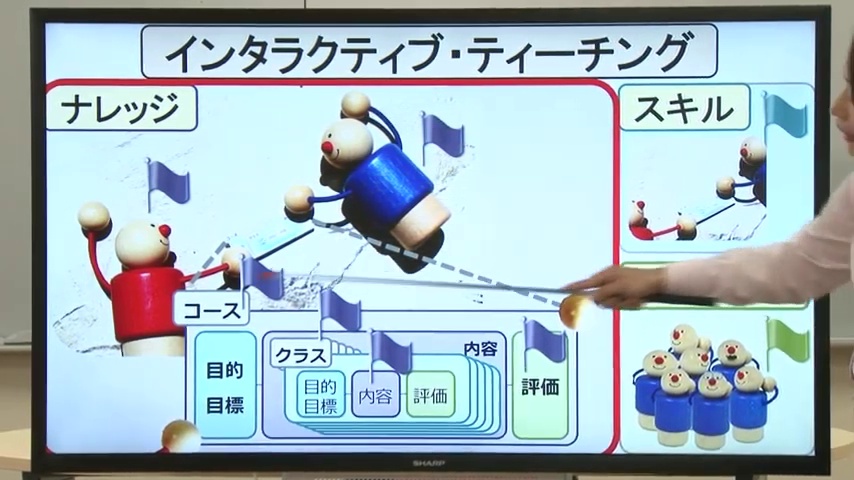 インタラクティブ・ティーチング
ナレッジ
スキル
コース
目的
目標
クラス
内容
目的
目標
内容
評価
評価
SHARP